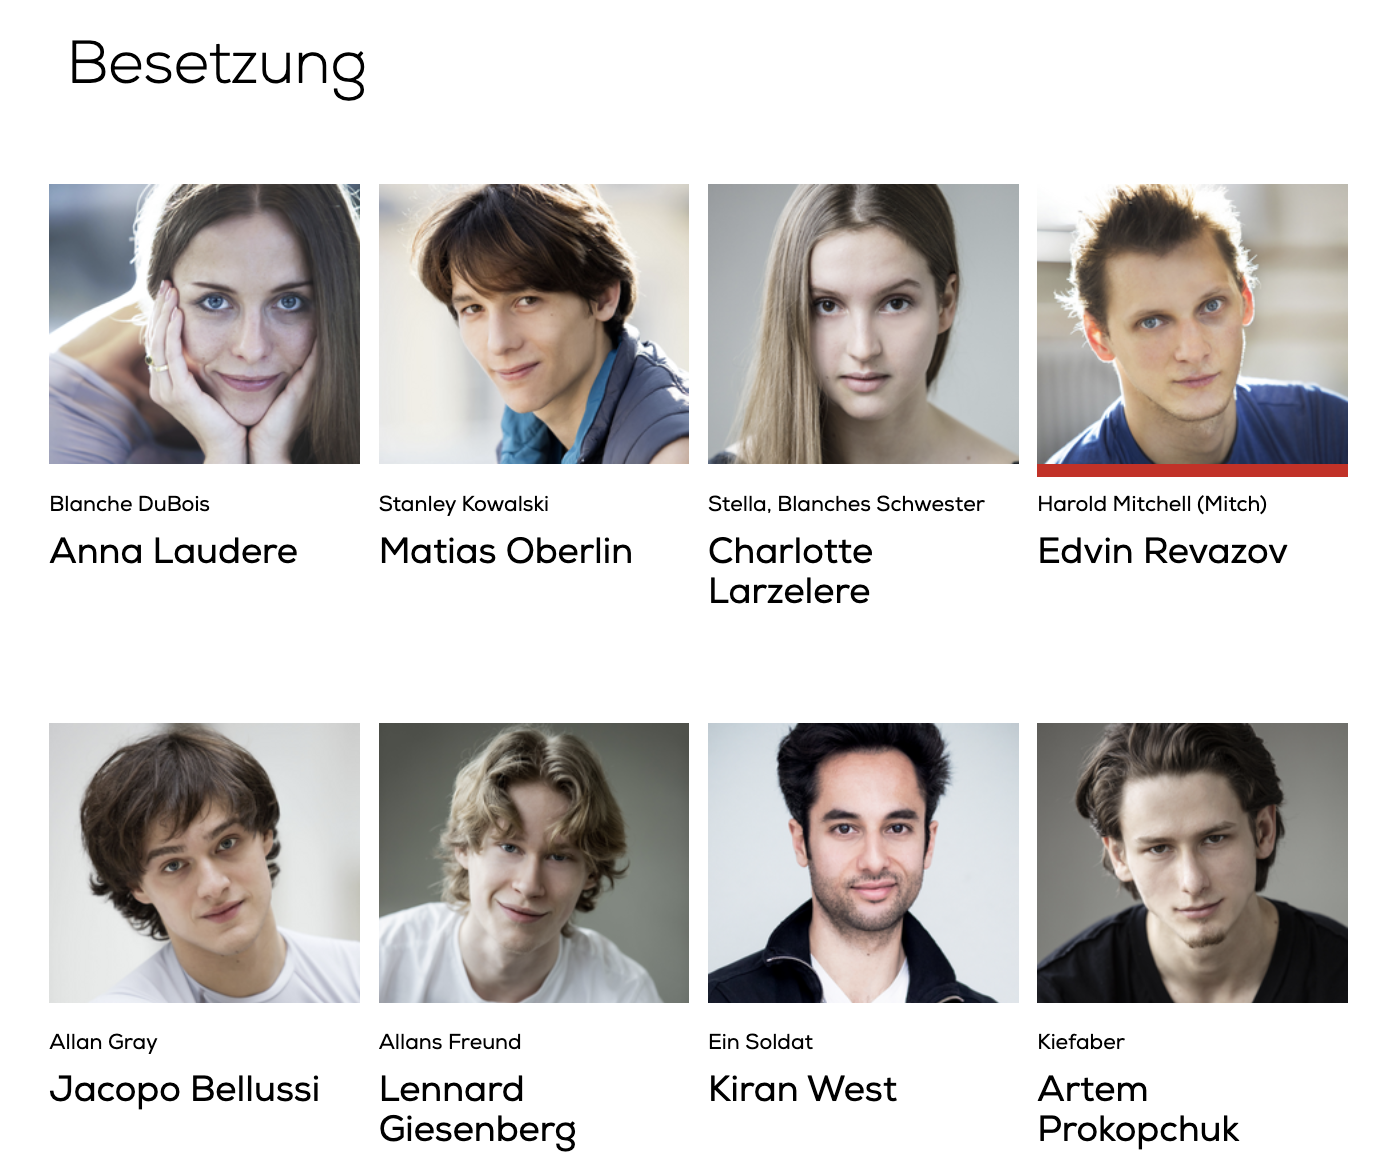 Besetzung
Blanche DuBois
Anna Laudere
Stanley Kowalski
Matias Oberlin
Stella, Blanches Schwester
Charlotte
Larzelere
Harold Mitchell (Mitch)
Edvin Revazov
Allan Gray
Jacopo Bellussi
Allans Freund
Lennard
Giesenberg
Ein Soldat
Kiran West
Kiefaber
Artem
Prokopchuk